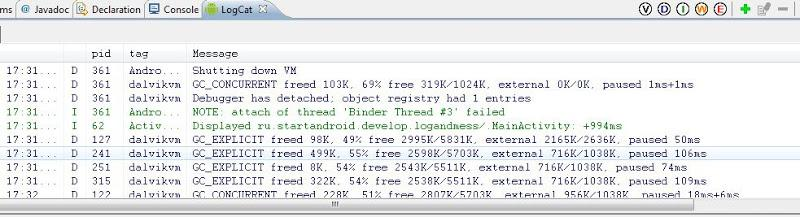 ms @ Javadoc Declaration Console LogCat V D I W E
pid tag Message
17:31... D 361 Andro... Shutting down VM
17:31... D 361 dalvikvm GC_CONCURRENT freed 103K, 69% free 319K/1024K, external 0K/0K, paused 1ms+1ms
17:31... D 361 dalvikvm Debugger has detached; object registry had 1 entries
17:31... I 361 Andro... NOTE: attach of thread 'Binder Thread #3' failed
17:31... I 62 Activ... Displayed ru.startandroid.develop.logandmess/.MainActivity: +994ms
17:31... D 127 dalvikvm GC_EXPLICIT freed 98K, 49% free 2995K/5831K, external 2165K/2636K, paused 50ms
17:31... D 241 dalvikvm GC_EXPLICIT freed 499K, 55% free 2598K/5703K, external 716K/1038K, paused 106ms
17:31... D 251 dalvikvm GC_EXPLICIT freed 8K, 54% free 2543K/5511K, external 716K/1038K, paused 74ms
17:31... D 315 dalvikvm GC_EXPLICIT freed 322K, 54% free 2538K/5511K, external 716K/1038K, paused 109ms
17:32 D 122 dalvikvm GC_CONCURRENT freed 228K, 51% free 2807K/5703K, external 956K/1038K, paused 18ms+6ms